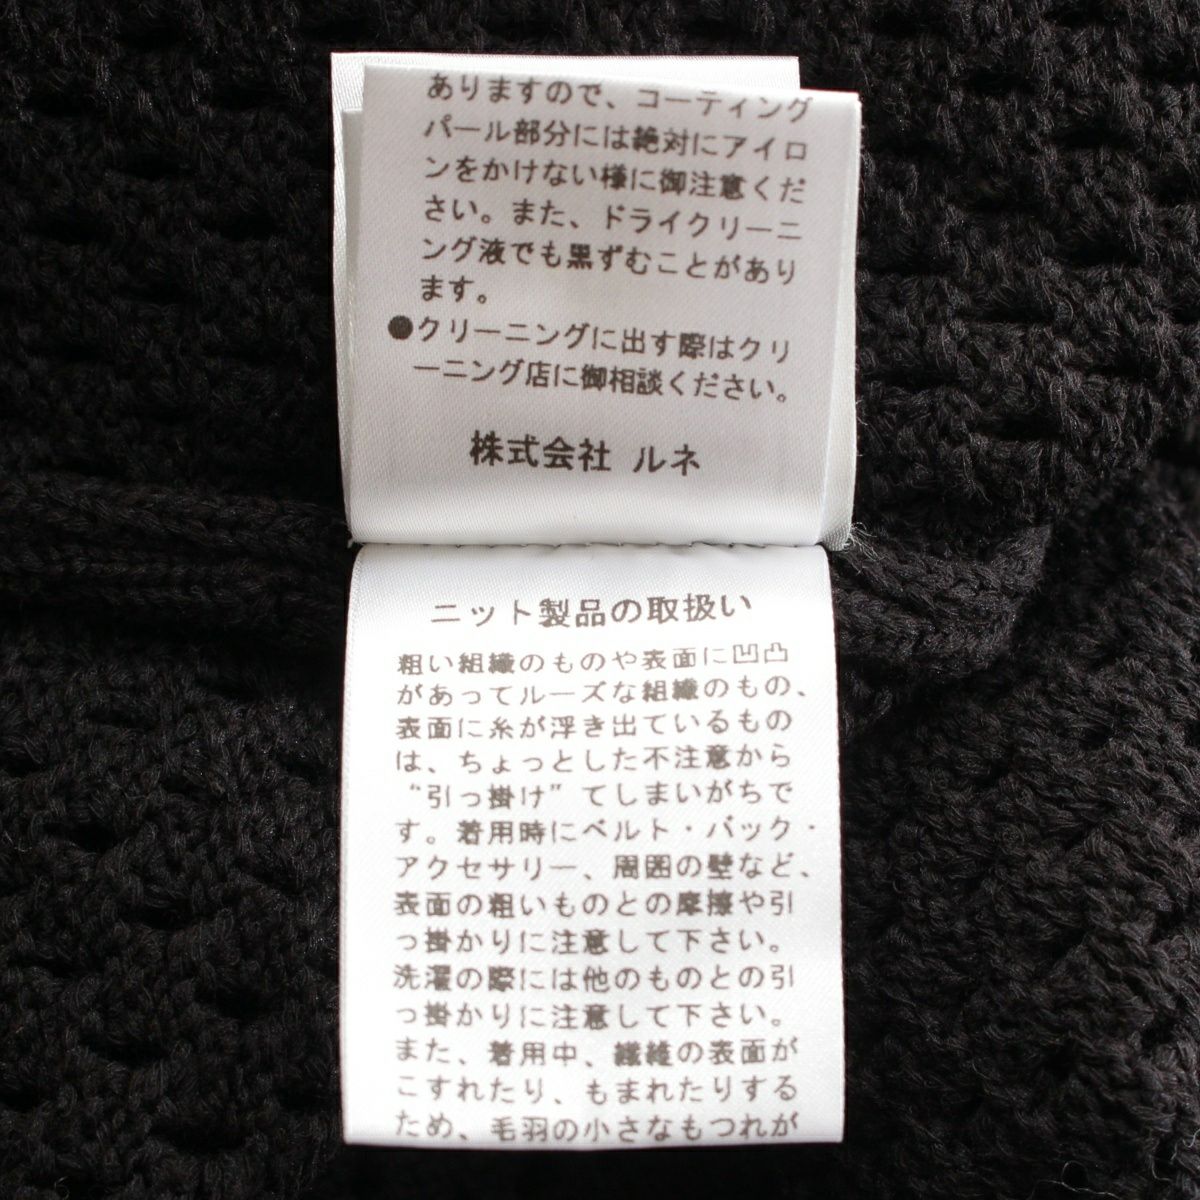 ありますので、コーティング
パール部分には絶対にアイロ
ンをかけない様に御注意くだ
さい。また、ドライクリーニ
ング液でも黒ずむことがあり
ます。
●クリーニングに出す際はクリ
ーニング店に御相談ください。
株式会社 ルネ
ニット製品の取扱い
粗い組織のものや表面に凹凸
があってルーズな組織のもの、
表面に糸が浮き出ているもの
は、ちょっとした不注意から
“引っ掛け”てしまいがちで
す。着用時にベルト・バック・
アクセサリー、周囲の壁など、
表面の粗いものとの摩擦や引
っ掛かりに注意して下さい。
洗濯の際には他のものとの引
っ掛かりに注意して下さい。
また、着用中、繊維の表面が
こすれたり、もまれたりする
ため、毛羽の小さなもつれが